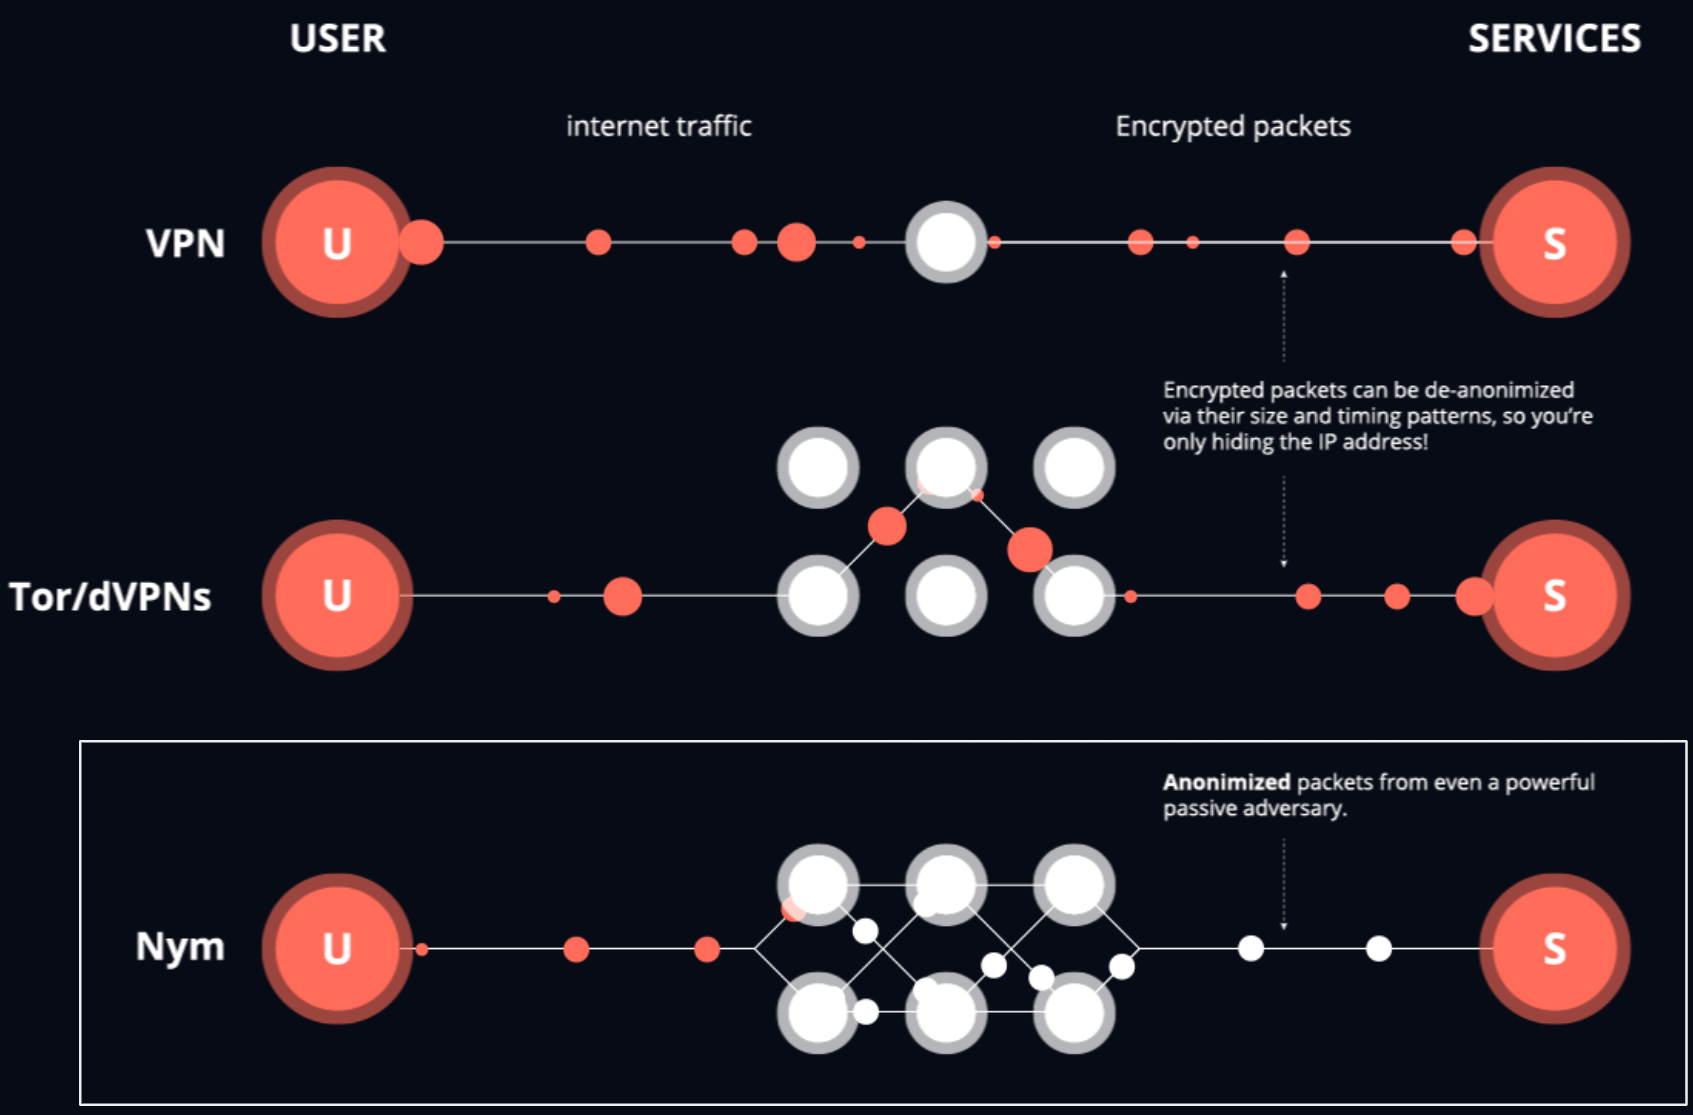 USER
SERVICES
internet traffic
Encrypted packets
VPN
U
S
Encrypted packets can be de-anonimized
via their size and timing patterns, so you’re
only hiding the IP address!
Tor/dVPNs
U
S
Anonimized packets from even a powerful
passive adversary.
Nym
U
S